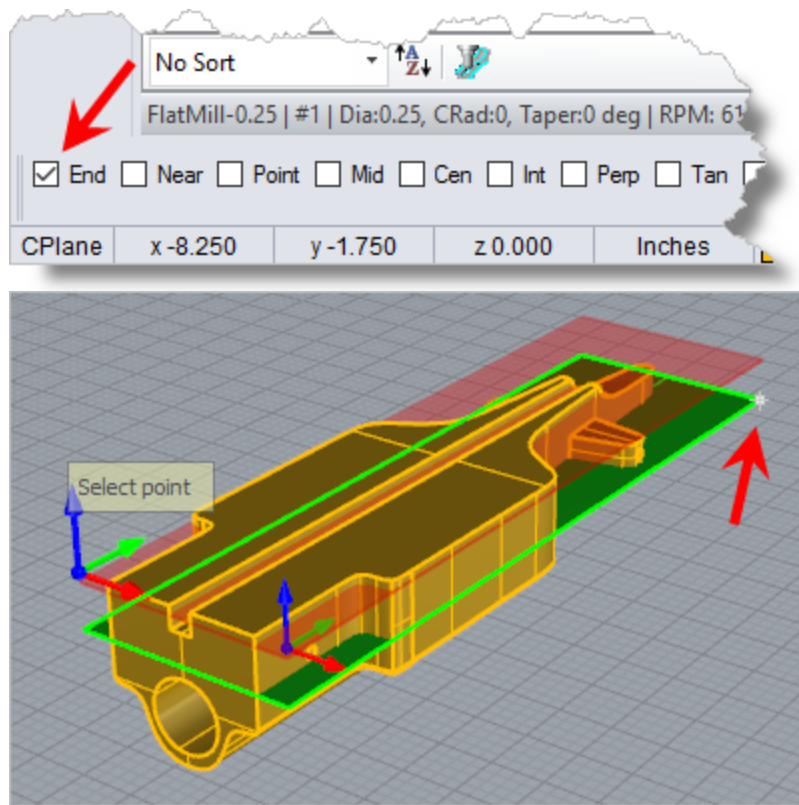 No Sort
A
Z
FlatMill-0.25 | #1 | Dia:0.25, CRad:0, Taper:0 deg | RPM: 61
End Near Point Mid Cen Int Perp Tan
CPlane x -8.250 y -1.750 z 0.000 Inches
Select point